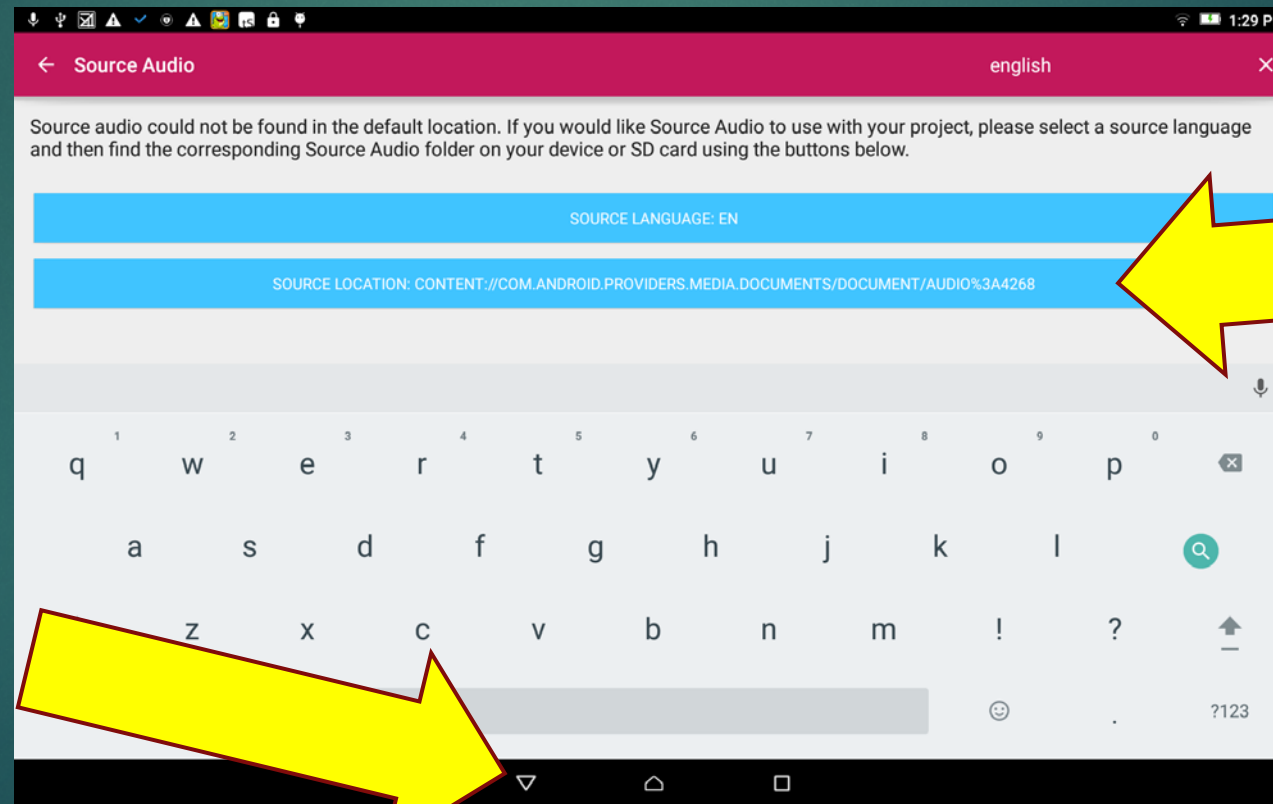 1:29 P
Source Audio english
Source audio could not be found in the default location. If you would like Source Audio to use with your project, please select a source language
and then find the corresponding Source Audio folder on your device or SD card using the buttons below.
SOURCE LANGUAGE: EN
SOURCE LOCATION: CONTENT://COM.ANDROID.PROVIDERS.MEDIA.DOCUMENTS/DOCUMENT/AUDIO%3A4268
1 2 3 4 5 6 7 8 9 0
q w e r t y u i o p
a s d f g h j k l
z x c v b n m ! ?
. ?123